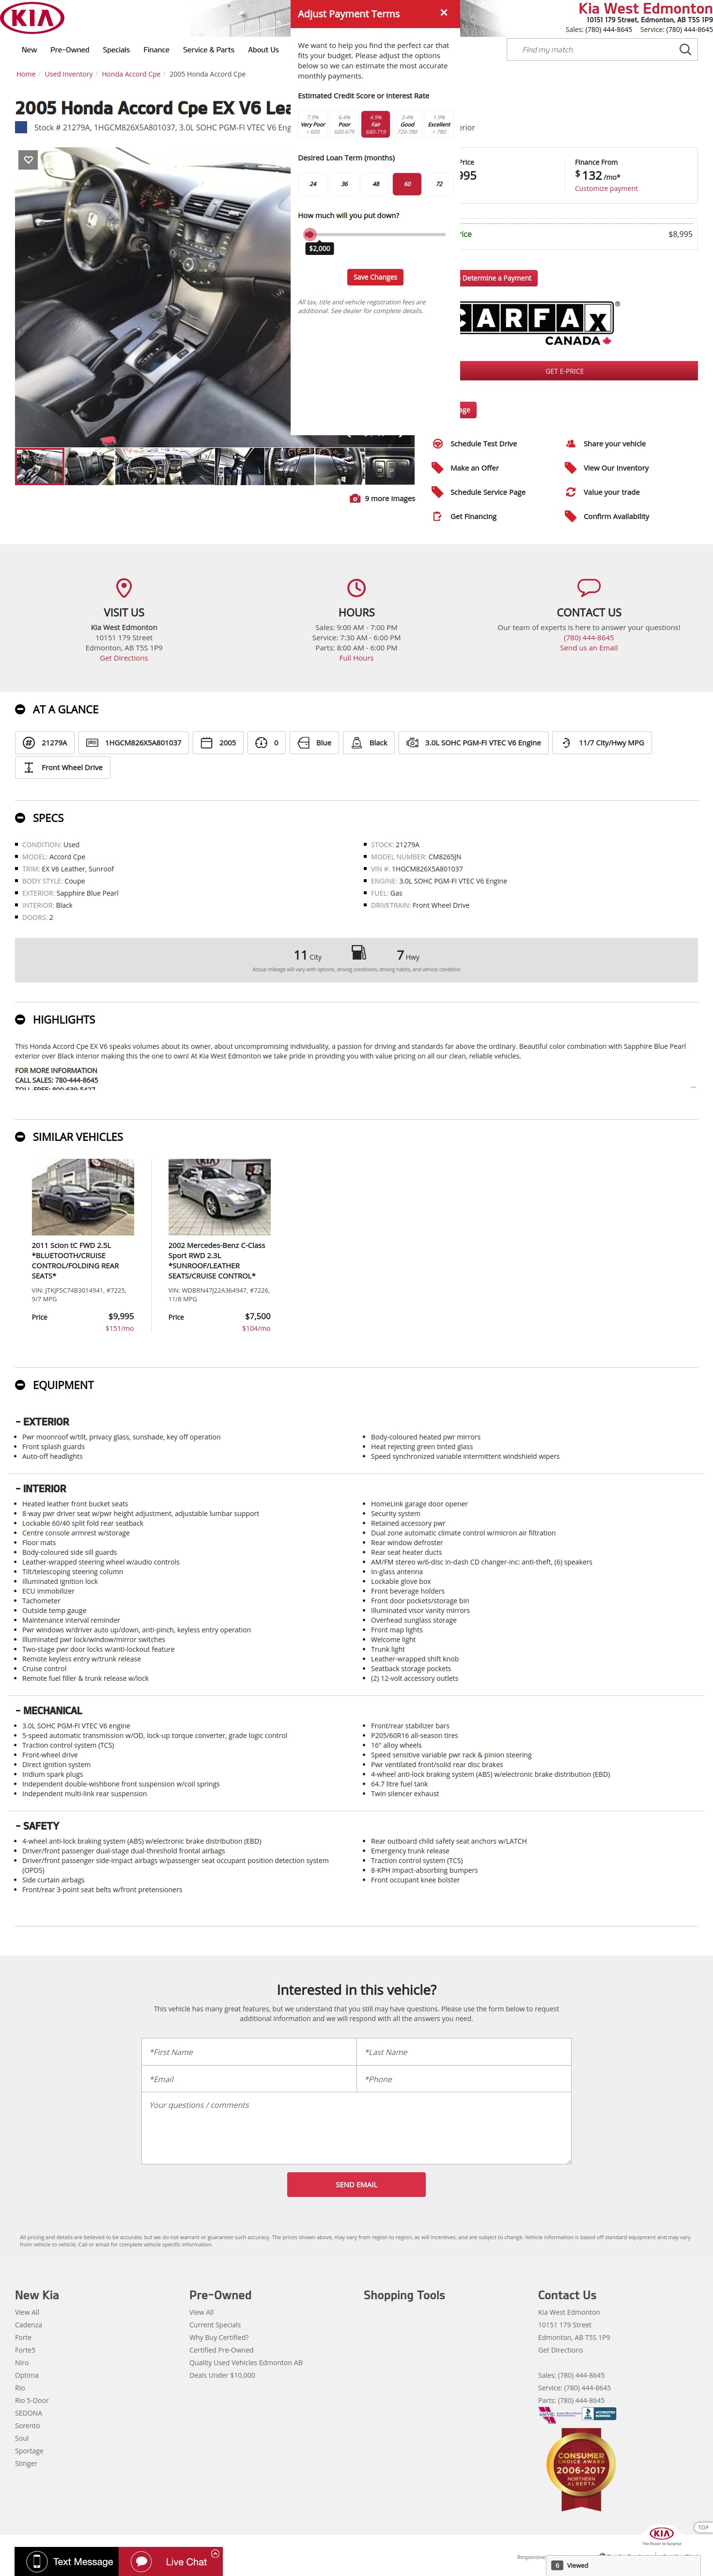 KIA
Kia West Edmonton
10151 179 Street, Edmonton, AB T5S 1P9
Sales: (780) 444-8645 Service: (780) 444-8645
New Pre-Owned Specials Finance Service & Parts About Us
Find my match.
Home / Used Inventory / Honda Accord Cpe / 2005 Honda Accord Cpe
2005 Honda Accord Cpe EX V6 Lea
Stock # 21279A, 1HGCM826X5A801037, 3.0L SOHC PGM-FI VTEC V6 Eng
erior
Adjust Payment Terms
×
We want to help you find the perfect car that
fits your budget. Please adjust the options
below so we can estimate the most accurate
monthly payments.
Estimated Credit Score or Interest Rate
7.9% 6.4% 4.9% 3.4% 1.9%
Very Poor Poor Fair Good Excellent
< 600 600-679 680-719 720-780 > 780
Desired Loan Term (months)
24 36 48 60 72
How much will you put down?
$2,000
Save Changes
All tax, title and vehicle registration fees are
additional. See dealer for complete details.
Price
995
Finance From
$132 /mo*
Customize payment
rice
$8,995
Determine a Payment
CARFAX
CANADA
GET E-PRICE
age
Schedule Test Drive
Share your vehicle
Make an Offer
View Our Inventory
Schedule Service Page
Value your trade
Get Financing
Confirm Availability
9 more images
VISIT US
Kia West Edmonton
10151 179 Street
Edmonton, AB T5S 1P9
Get Directions
HOURS
Sales: 9:00 AM - 7:00 PM
Service: 7:30 AM - 6:00 PM
Parts: 8:00 AM - 6:00 PM
Full Hours
CONTACT US
Our team of experts is here to answer your questions!
(780) 444-8645
Send us an Email
AT A GLANCE
21279A
1HGCM826X5A801037
2005
0
Blue
Black
3.0L SOHC PGM-FI VTEC V6 Engine
11/7 City/Hwy MPG
Front Wheel Drive
SPECS
CONDITION: Used
MODEL: Accord Cpe
TRIM: EX V6 Leather, Sunroof
BODY STYLE: Coupe
EXTERIOR: Sapphire Blue Pearl
INTERIOR: Black
DOORS: 2
STOCK: 21279A
MODEL NUMBER: CM8265JN
VIN #: 1HGCM826X5A801037
ENGINE: 3.0L SOHC PGM-FI VTEC V6 Engine
FUEL: Gas
DRIVETRAIN: Front Wheel Drive
11 City 7 Hwy
Actual mileage will vary with options, driving conditions, driving habits, and vehicle condition
HIGHLIGHTS
This Honda Accord Cpe EX V6 speaks volumes about its owner, about uncompromising individuality, a passion for driving and standards far above the ordinary. Beautiful color combination with Sapphire Blue Pearl
exterior over Black interior making this the one to own! At Kia West Edmonton we take pride in providing you with value pricing on all our clean, reliable vehicles.
FOR MORE INFORMATION
CALL SALES: 780-444-8645
TOLL-FREE: 800-639-5427
...
SIMILAR VEHICLES
2011 Scion tC FWD 2.5L
*BLUETOOTH/CRUISE
CONTROL/FOLDING REAR
SEATS*
VIN: JTKJF5C74B3014941, #7225,
9/7 MPG
Price $9,995
$151/mo
2002 Mercedes-Benz C-Class
Sport RWD 2.3L
*SUNROOF/LEATHER
SEATS/CRUISE CONTROL*
VIN: WDBRN47J22A364947, #7226,
11/8 MPG
Price $7,500
$104/mo
EQUIPMENT
- EXTERIOR
Pwr moonroof w/tilt, privacy glass, sunshade, key off operation
Front splash guards
Auto-off headlights
Body-coloured heated pwr mirrors
Heat rejecting green tinted glass
Speed synchronized variable intermittent windshield wipers
- INTERIOR
Heated leather front bucket seats
8-way pwr driver seat w/pwr height adjustment, adjustable lumbar support
Lockable 60/40 split fold rear seatback
Centre console armrest w/storage
Floor mats
Body-coloured side sill guards
Leather-wrapped steering wheel w/audio controls
Tilt/telescoping steering column
Illuminated ignition lock
ECU immobilizer
Tachometer
Outside temp gauge
Maintenance interval reminder
Pwr windows w/driver auto up/down, anti-pinch, keyless entry operation
Illuminated pwr lock/window/mirror switches
Two-stage pwr door locks w/anti-lockout feature
Remote keyless entry w/trunk release
Cruise control
Remote fuel filler & trunk release w/lock
HomeLink garage door opener
Security system
Retained accessory pwr
Dual zone automatic climate control w/micron air filtration
Rear window defroster
Rear seat heater ducts
AM/FM stereo w/6-disc in-dash CD changer-inc: anti-theft, (6) speakers
In-glass antenna
Lockable glove box
Front beverage holders
Front door pockets/storage bin
Illuminated visor vanity mirrors
Overhead sunglass storage
Front map lights
Welcome light
Trunk light
Leather-wrapped shift knob
Seatback storage pockets
(2) 12-volt accessory outlets
- MECHANICAL
3.0L SOHC PGM-FI VTEC V6 engine
5-speed automatic transmission w/OD, lock-up torque converter, grade logic control
Traction control system (TCS)
Front-wheel drive
Direct ignition system
Iridium spark plugs
Independent double-wishbone front suspension w/coil springs
Independent multi-link rear suspension
Front/rear stabilizer bars
P205/60R16 all-season tires
16" alloy wheels
Speed sensitive variable pwr rack & pinion steering
Pwr ventilated front/solid rear disc brakes
4-wheel anti-lock braking system (ABS) w/electronic brake distribution (EBD)
64.7 litre fuel tank
Twin silencer exhaust
- SAFETY
4-wheel anti-lock braking system (ABS) w/electronic brake distribution (EBD)
Driver/front passenger dual-stage dual-threshold frontal airbags
Driver/front passenger side-impact airbags w/passenger seat occupant position detection system
(OPDS)
Side curtain airbags
Front/rear 3-point seat belts w/front pretensioners
Rear outboard child safety seat anchors w/LATCH
Emergency trunk release
Traction control system (TCS)
8-KPH impact-absorbing bumpers
Front occupant knee bolster
Interested in this vehicle?
This vehicle has many great features, but we understand that you still may have questions. Please use the form below to request
additional information and we will respond with all the answers you need.
*First Name
*Last Name
*Email
*Phone
Your questions / comments
SEND EMAIL
All pricing and details are believed to be accurate, but we do not warrant or guarantee such accuracy. The prices shown above, may vary from region to region, as will incentives, and are subject to change. Vehicle information is based off standard equipment and may vary
from vehicle to vehicle. Call or email for complete vehicle specific information.
New Kia
View All
Cadenza
Forte
Forte5
Niro
Optima
Rio
Rio 5-Door
SEDONA
Sorento
Soul
Sportage
Stinger
Pre-Owned
View All
Current Specials
Why Buy Certified?
Certified Pre-Owned
Quality Used Vehicles Edmonton AB
Deals Under $10,000
Shopping Tools
Contact Us
Kia West Edmonton
10151 179 Street
Edmonton, AB T5S 1P9
Get Directions
Sales: (780) 444-8645
Service: (780) 444-8645
Parts: (780) 444-8645
AMVIC
BBB
ACCREDITED
BUSINESS
CONSUMER
CHOICE AWARD
2006-2017
NORTHERN
ALBERTA
TOP
KIA
The Power to Surprise
Responsive
Text Message
Live Chat
6 Viewed